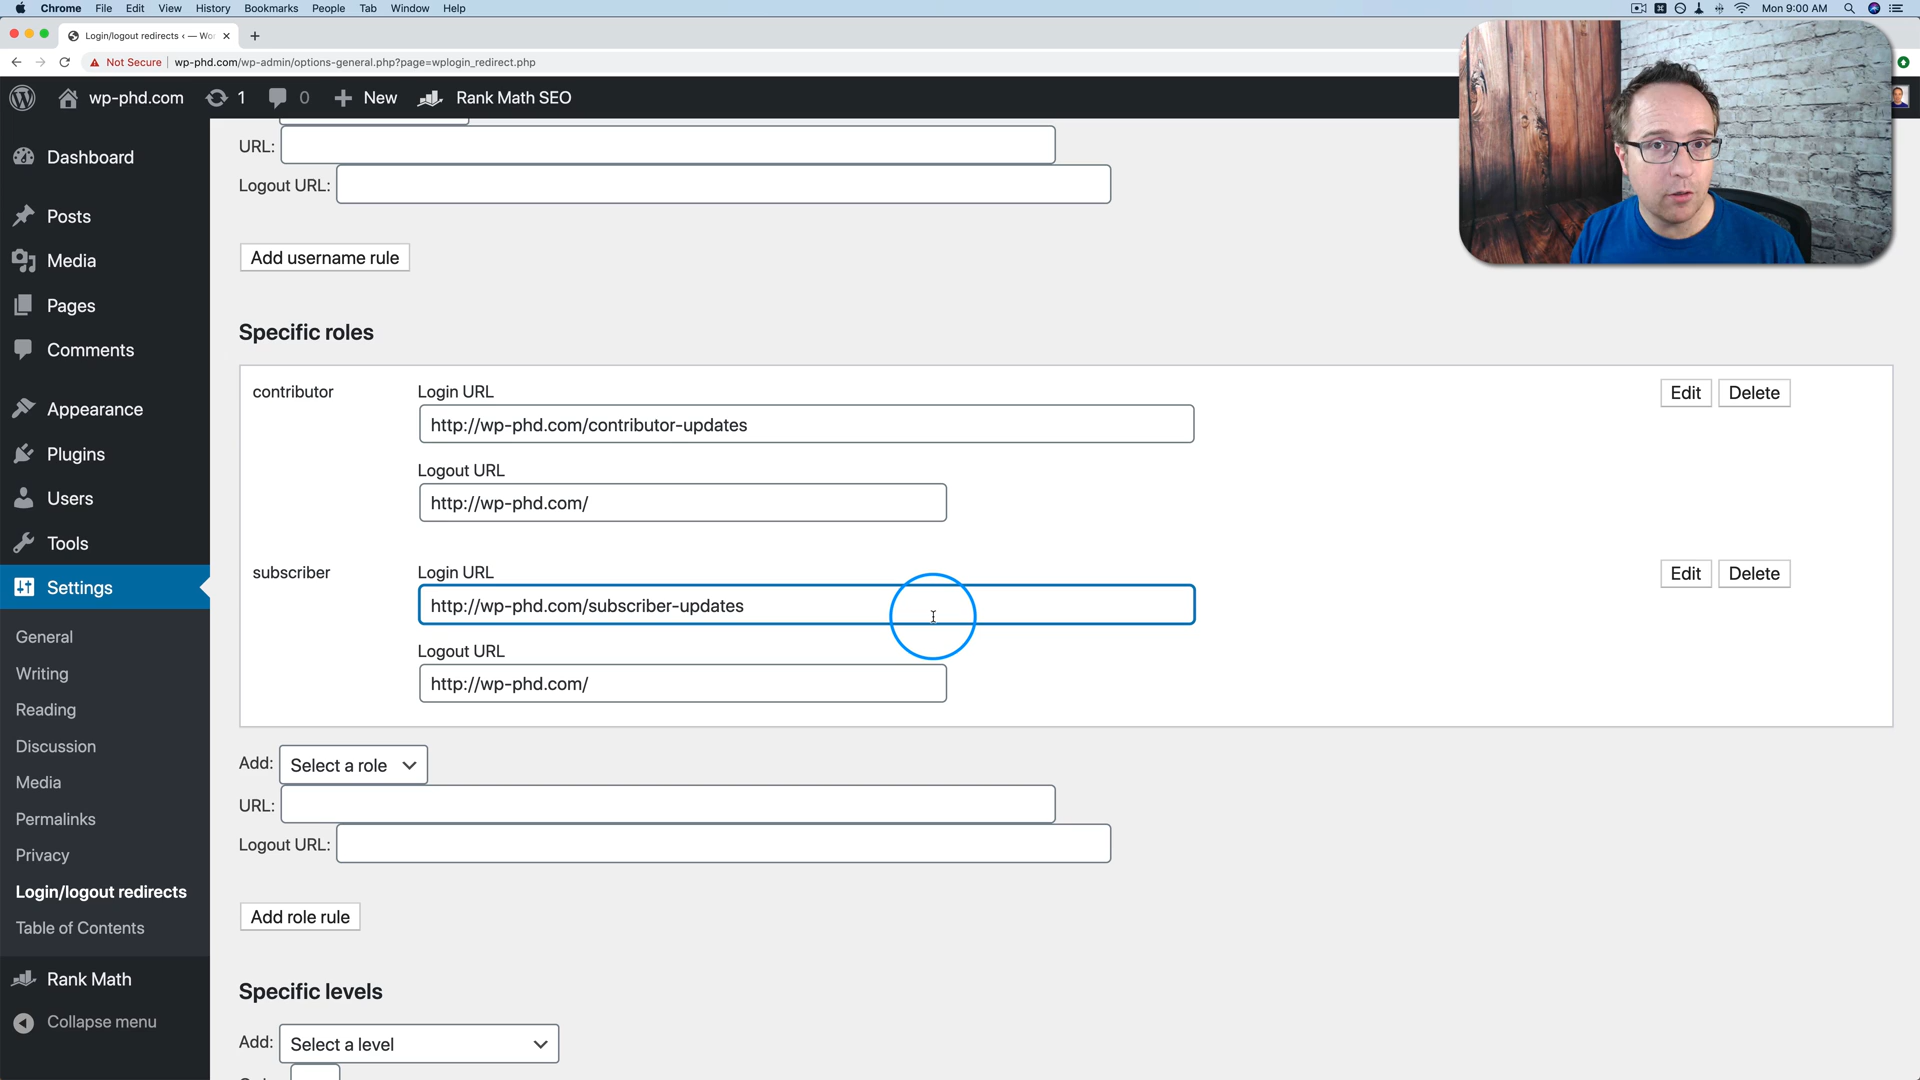 Chrome File Edit View History Bookmarks People Tab Window Help Mon 9:00 AM
Login/logout redirects ‹ — Wor
Not Secure wp-phd.com/wp-admin/options-general.php?page=wplogin_redirect.php
wp-phd.com 1 0 New Rank Math SEO
Dashboard
Posts
Media
Pages
Comments
Appearance
Plugins
Users
Tools
Settings
General
Writing
Reading
Discussion
Media
Permalinks
Privacy
Login/logout redirects
Table of Contents
Rank Math
Collapse menu
URL:
Logout URL:
Add username rule
Specific roles
contributor Login URL Edit Delete
http://wp-phd.com/contributor-updates
Logout URL
http://wp-phd.com/
subscriber Login URL Edit Delete
http://wp-phd.com/subscriber-updates
Logout URL
http://wp-phd.com/
Add: Select a role
URL:
Logout URL:
Add role rule
Specific levels
Add: Select a level